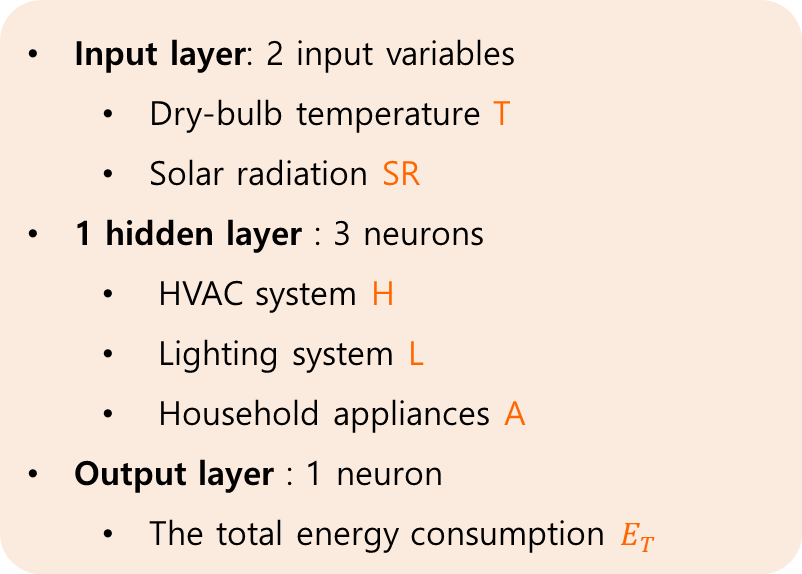 • Input layer: 2 input variables
• Dry-bulb temperature T
• Solar radiation SR
• 1 hidden layer : 3 neurons
• HVAC system H
• Lighting system L
• Household appliances A
• Output layer : 1 neuron
• The total energy consumption E_T